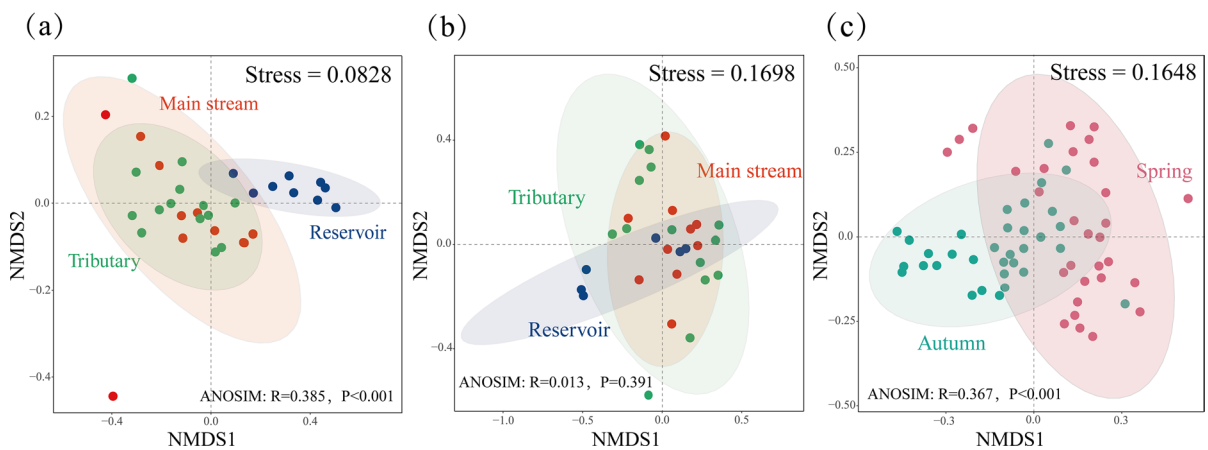 (a)
Stress = 0.0828
Main stream
Reservoir
Tributary
ANOSIM: R=0.385, P<0.001
0.2
0.0
−0.2
−0.4
−0.4
0.0
0.4
NMDS1
NMDS2
(b)
Stress = 0.1698
Main stream
Tributary
Reservoir
ANOSIM: R=0.013, P=0.391
0.4
0.0
−0.4
−1.0
−0.5
0.0
0.5
NMDS1
NMDS2
(c)
Stress = 0.1648
Spring
Autumn
ANOSIM: R=0.367, P<0.001
0.50
0.25
0.0
−0.25
−0.50
−0.3
0.0
0.3
NMDS1
NMDS2